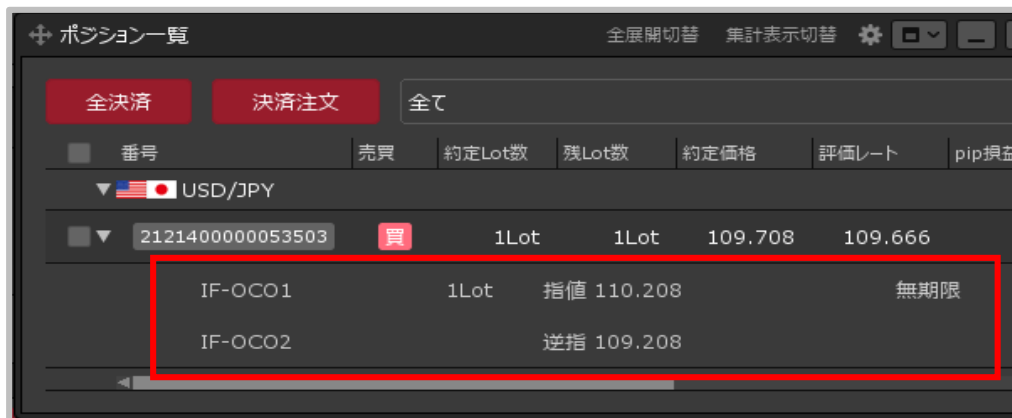 ポジション一覧 全展開切替 集計表示切替
全決済 決済注文 全て
番号 売買 約定Lot数 残Lot数 約定価格 評価レート pip損益
USD/JPY
2121400000053503 買 1Lot 1Lot 109.708 109.666
IF-OCO1 1Lot 指値 110.208 無期限
IF-OCO2 逆指 109.208